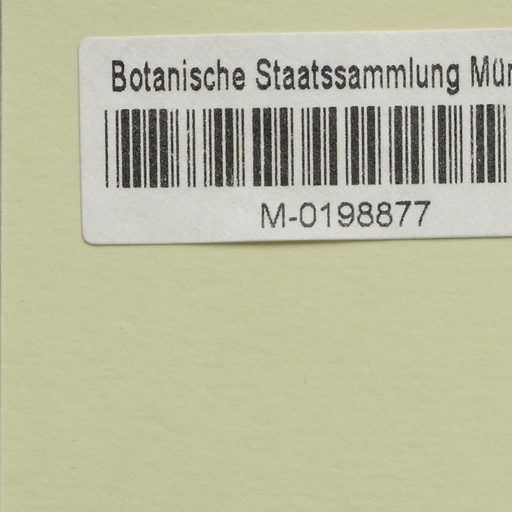 Botanische Staatssammlung Mün
M-0198877